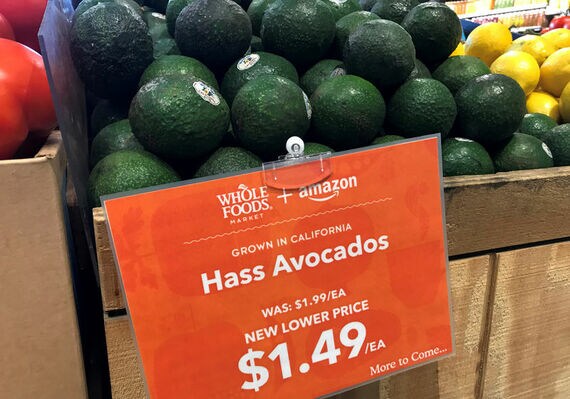 WHOLE FOODS MARKET + amazon
GROWN IN CALIFORNIA
Hass Avocados
WAS: $1.99/EA
NEW LOWER PRICE
$1.49/EA
More to Come...